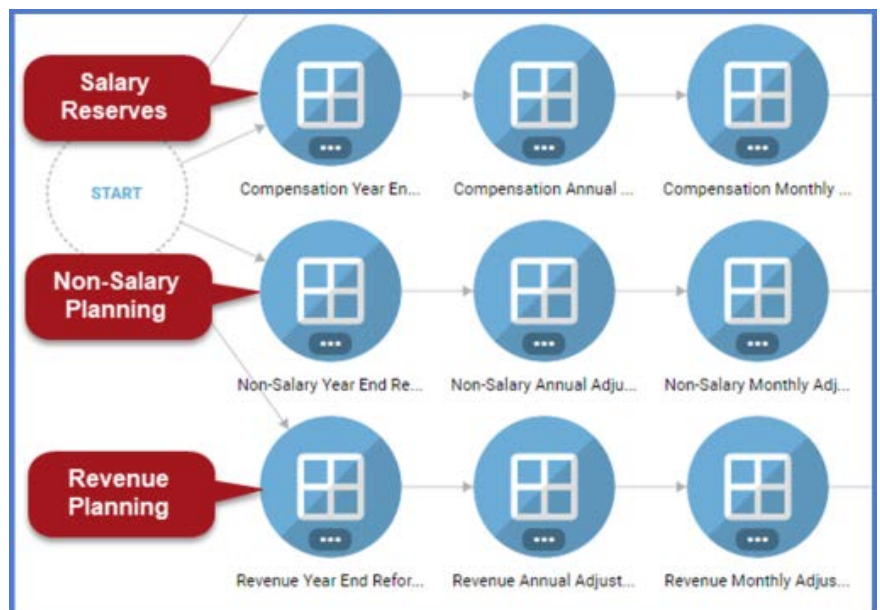 Salary
Reserves
START
Compensation Year En...
Compensation Annual ...
Compensation Monthly ...
Non-Salary
Planning
Non-Salary Year End Re...
Non-Salary Annual Adju...
Non-Salary Monthly Adj...
Revenue
Planning
Revenue Year End Refor...
Revenue Annual Adjust...
Revenue Monthly Adjus...